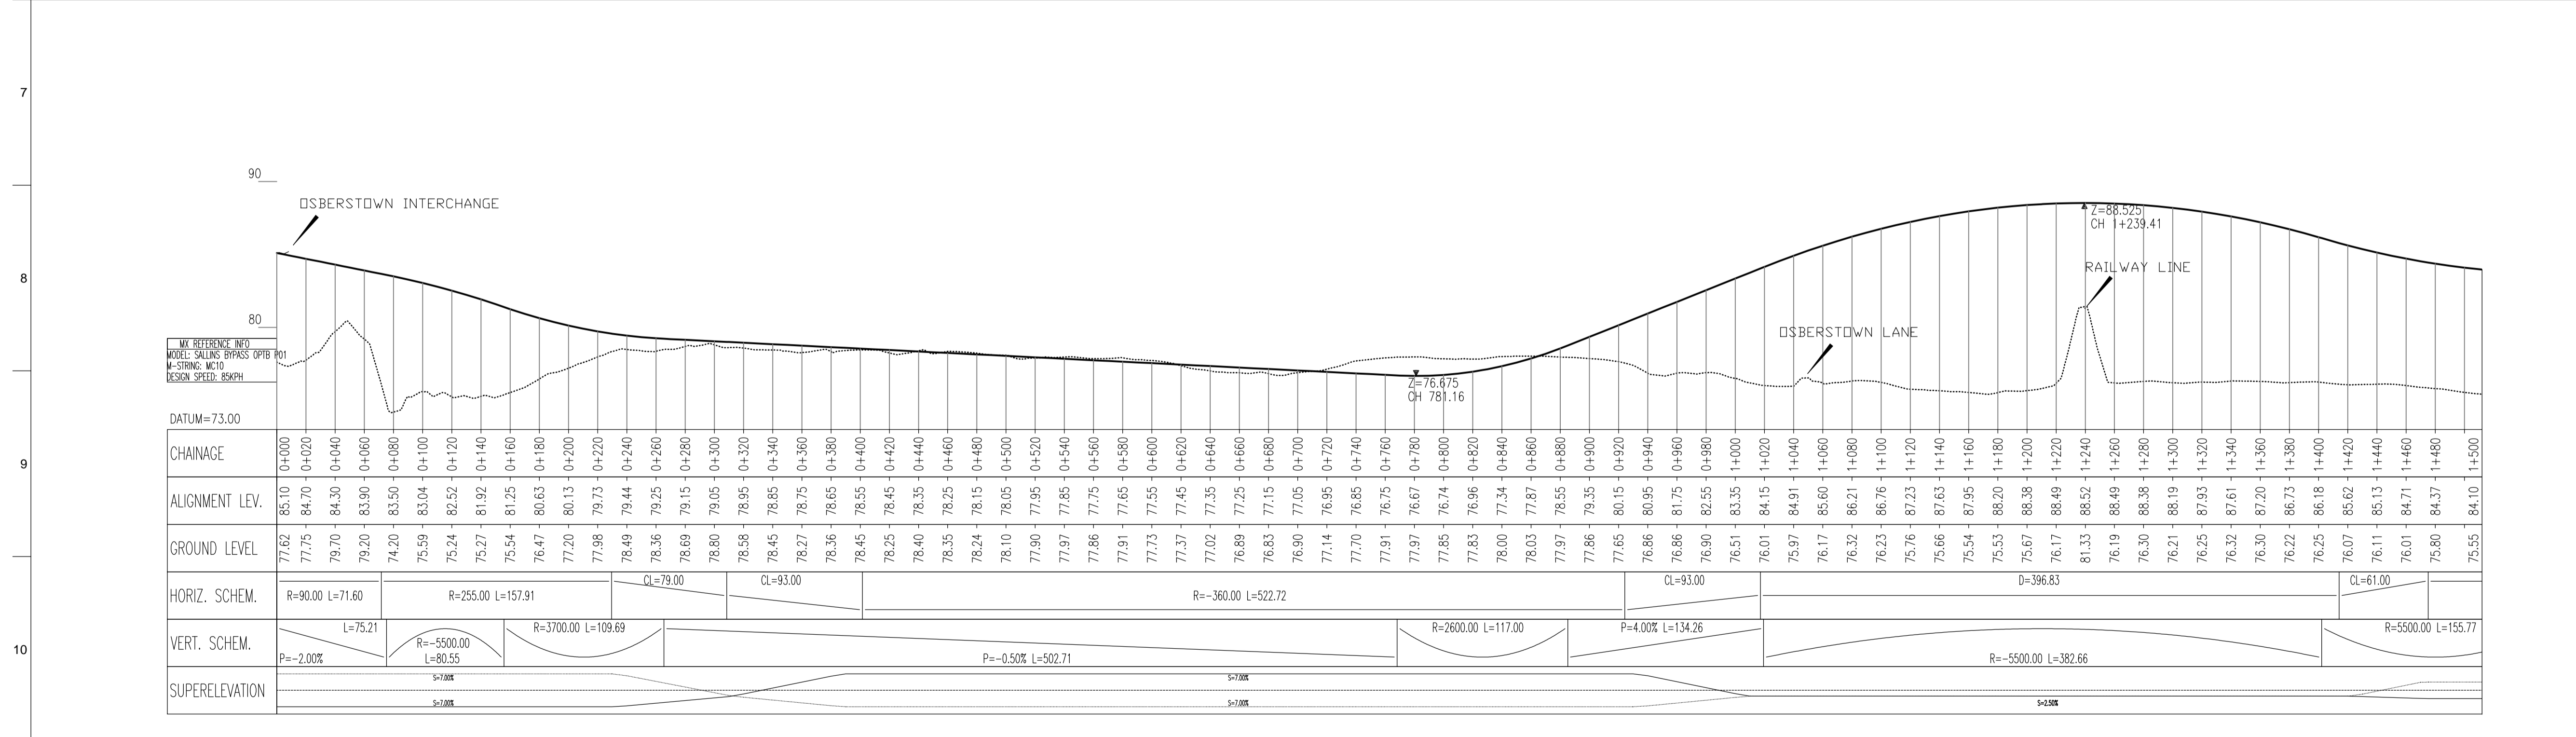 7
8
9
10
90
OSBERSTOWN INTERCHANGE
80
MX REFERENCE INFO
MODEL: SALLINS BYPASS OPTB P01
M-STRING: MC10
DESIGN SPEED: 85KPH
DATUM=73.00
Z=76.675
CH 781.16
Z=88.525
CH 1+239.41
RAILWAY LINE
OSBERSTOWN LANE
CHAINAGE 0+000 0+020 0+040 0+060 0+080 0+100 0+120 0+140 0+160 0+180 0+200 0+220 0+240 0+260 0+280 0+300 0+320 0+340 0+360 0+380 0+400 0+420 0+440 0+460 0+480 0+500 0+520 0+540 0+560 0+580 0+600 0+620 0+640 0+660 0+680 0+700 0+720 0+740 0+760 0+780 0+800 0+820 0+840 0+860 0+880 0+900 0+920 0+940 0+960 0+980 1+000 1+020 1+040 1+060 1+080 1+100 1+120 1+140 1+160 1+180 1+200 1+220 1+240 1+260 1+280 1+300 1+320 1+340 1+360 1+380 1+400 1+420 1+440 1+460 1+480 1+500
ALIGNMENT LEV. 85.10 84.70 84.30 83.90 83.50 83.04 82.52 81.92 81.25 80.63 80.13 79.73 79.44 79.25 79.15 79.05 78.95 78.85 78.75 78.65 78.55 78.45 78.35 78.25 78.15 78.05 77.95 77.85 77.75 77.65 77.55 77.45 77.35 77.25 77.15 77.05 76.95 76.85 76.75 76.67 76.74 76.96 77.34 77.87 78.55 79.35 80.15 80.95 81.75 82.55 83.35 84.15 84.91 85.60 86.21 86.76 87.23 87.63 87.95 88.20 88.38 88.49 88.52 88.49 88.38 88.19 87.93 87.61 87.20 86.73 86.18 85.62 85.13 84.71 84.37 84.10
GROUND LEVEL 77.62 77.75 79.70 79.20 74.20 75.59 75.24 75.27 75.54 76.47 77.20 77.98 78.49 78.36 78.69 78.80 78.58 78.45 78.27 78.36 78.45 78.25 78.40 78.35 78.24 78.10 77.90 77.97 77.86 77.91 77.73 77.37 77.02 76.89 76.83 76.90 77.14 77.70 77.91 77.97 77.85 77.83 78.00 78.03 77.97 77.86 77.65 76.86 76.86 76.90 76.51 76.01 75.97 76.17 76.32 76.23 75.76 75.66 75.54 75.53 75.67 76.17 81.33 76.19 76.30 76.21 76.25 76.32 76.30 76.22 76.25 76.07 76.11 76.01 75.80 75.55
HORIZ. SCHEM. R=90.00 L=71.60 R=255.00 L=157.91 CL=79.00 CL=93.00 R=-360.00 L=522.72 CL=93.00 D=396.83 CL=61.00
VERT. SCHEM. P=-2.00% L=75.21 R=-5500.00 L=80.55 R=3700.00 L=109.69 P=-0.50% L=502.71 R=2600.00 L=117.00 P=4.00% L=134.26 R=-5500.00 L=382.66 R=5500.00 L=155.77
SUPERELEVATION S=7.00% S=7.00% S=7.00% S=7.00% S=2.50%